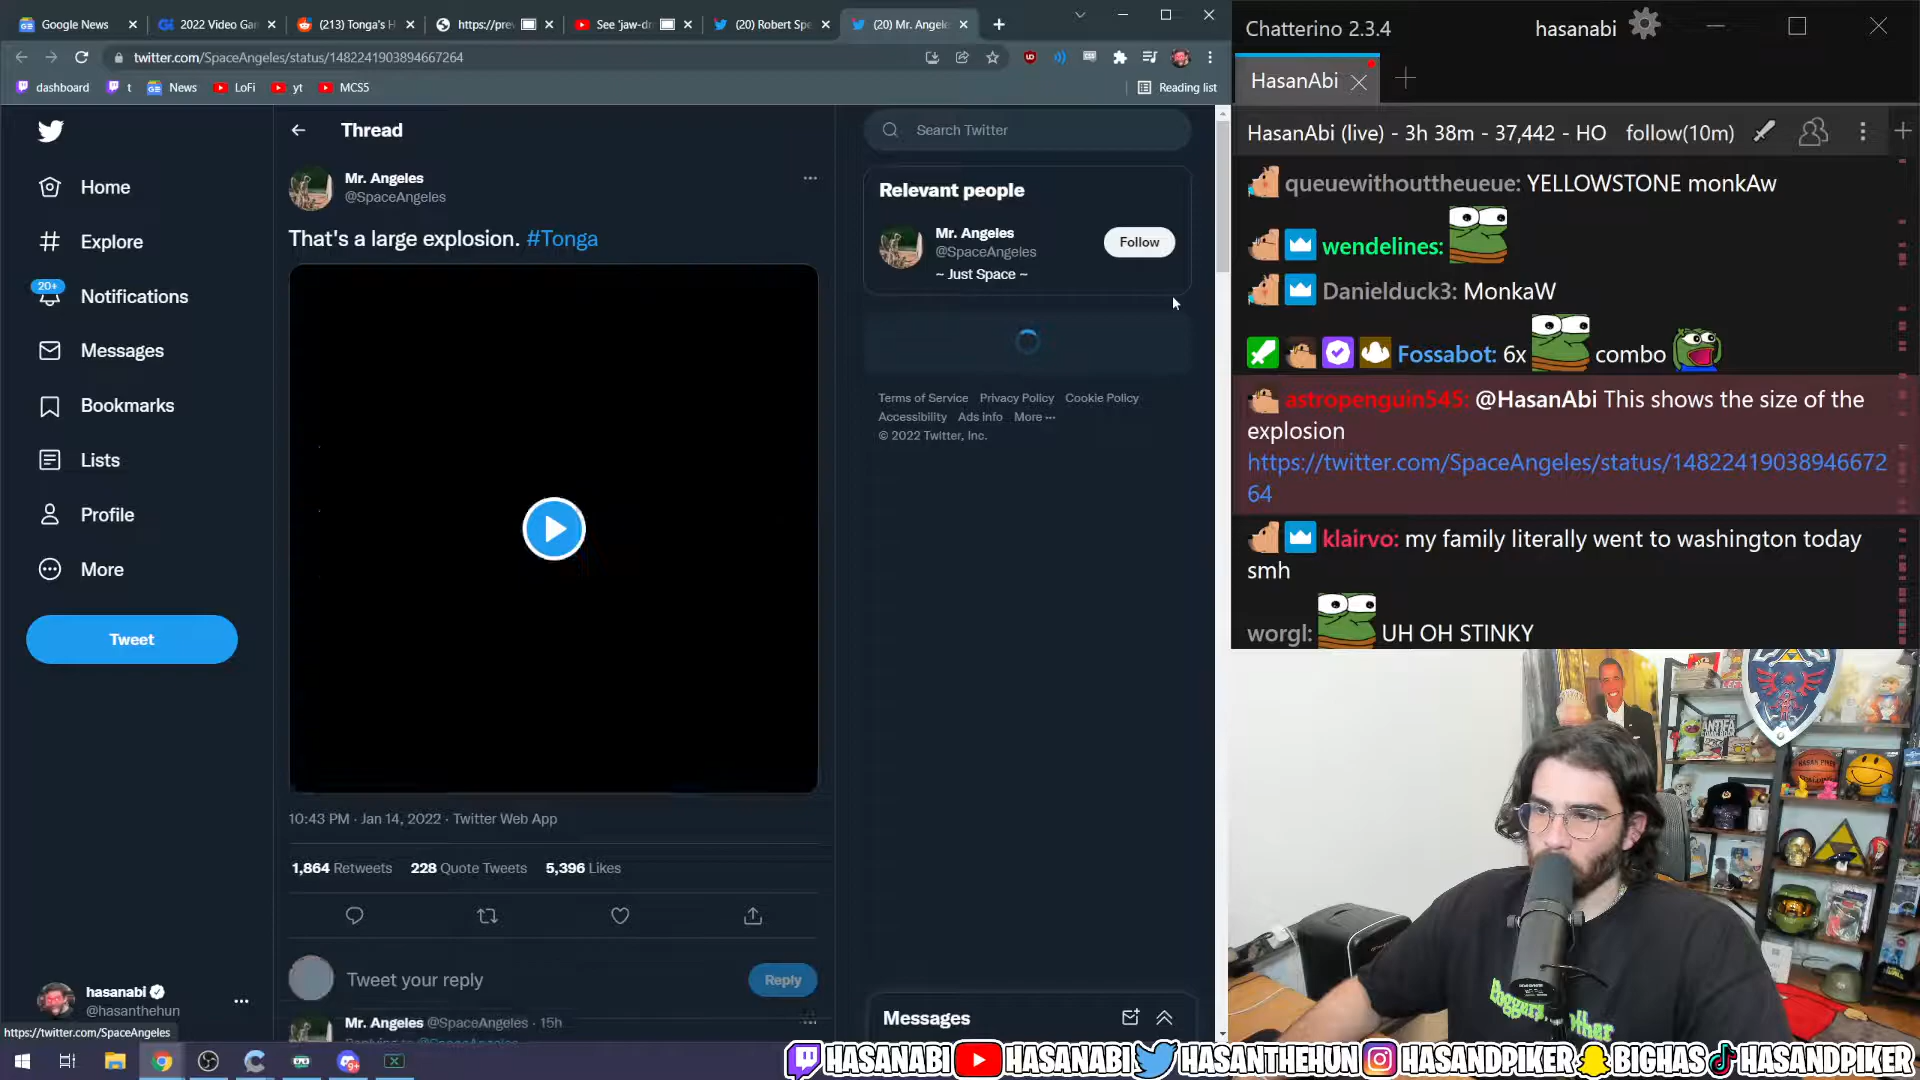 Google News
2022 Video Gar
(213) Tonga's H
https://pre
See 'jaw-dr
(20) Robert Spe
(20) Mr. Angele
twitter.com/SpaceAngeles/status/1482241903894667264
dashboard
t
News
LoFi
yt
MCS5
Reading list
Home
Explore
20+
Notifications
Messages
Bookmarks
Lists
Profile
More
Tweet
hasanabi
@hasanthehun
https://twitter.com/SpaceAngeles
Thread
Mr. Angeles
@SpaceAngeles
That's a large explosion. #Tonga
10:43 PM · Jan 14, 2022 · Twitter Web App
1,864 Retweets 228 Quote Tweets 5,396 Likes
Tweet your reply
Reply
Mr. Angeles @SpaceAngeles · 15h
Replying to @SpaceAngeles
Search Twitter
Relevant people
Mr. Angeles
@SpaceAngeles
Follow
~ Just Space ~
Terms of Service Privacy Policy Cookie Policy
Accessibility Ads info More ···
© 2022 Twitter, Inc.
Messages
Chatterino 2.3.4
hasanabi
HasanAbi
HasanAbi (live) - 3h 38m - 37,442 - HO follow(10m)
queuewithouttheueue: YELLOWSTONE monkAw
wendelines:
Danielduck3: MonkaW
Fossabot: 6x combo
astropenguin545: @HasanAbi This shows the size of the
explosion
https://twitter.com/SpaceAngeles/status/14822419038946672
64
klairvo: my family literally went to washington today
smh
worgl: UH OH STINKY
HASANABI HASANABI HASANTHEHUN HASANDPIKER BIGHAS HASANDPIKER